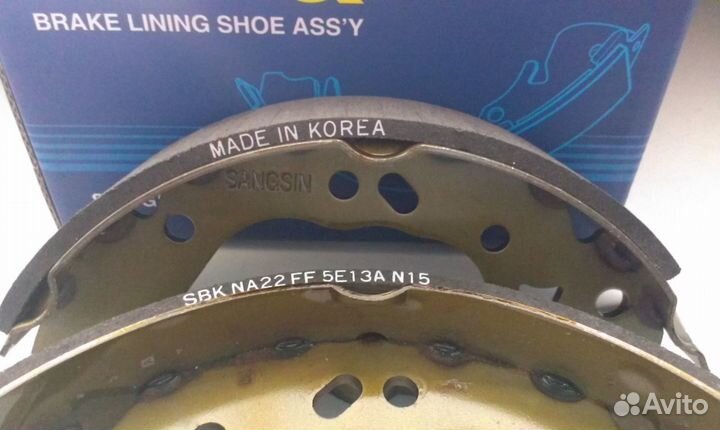 BRAKE LINING SHOE ASS'Y
MADE IN KOREA
SANGSIN
SBK NA22 FF 5E13A N15
Avito